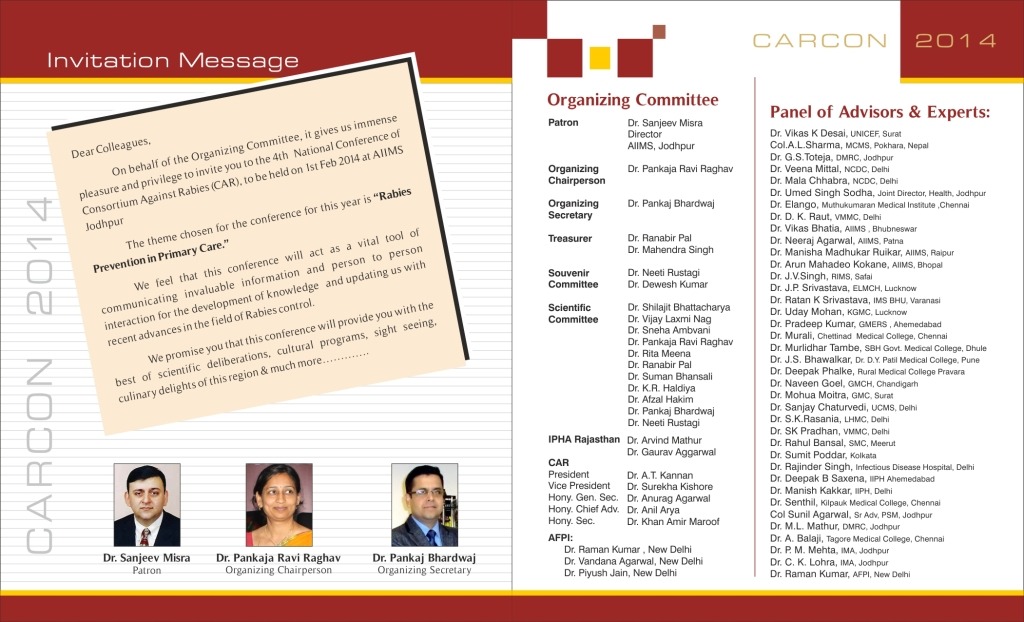 Invitation Message
Dear Colleagues,
On behalf of the Organizing Committee, it gives us immense
pleasure and privilege to invite you to the 4th National Conference of
Consortium Against Rabies (CAR), to be held on 1st Feb 2014 at AIIMS
Jodhpur
The theme chosen for the conference for this year is “Rabies
Prevention in Primary Care.”
We feel that this conference will act as a vital tool of
communicating invaluable information and person to person
interaction for the development of knowledge and updating us with
recent advances in the field of Rabies control.
We promise you that this conference will provide you with the
best of scientific deliberations, cultural programs, sight seeing,
culinary delights of this region & much more.............
CARCON 2014
Dr. Sanjeev Misra
Patron
Dr. Pankaja Ravi Raghav
Organizing Chairperson
Dr. Pankaj Bhardwaj
Organizing Secretary
CARCON 2014
Organizing Committee
Patron Dr. Sanjeev Misra
Director
AIIMS, Jodhpur
Organizing Dr. Pankaja Ravi Raghav
Chairperson
Organizing Dr. Pankaj Bhardwaj
Secretary
Treasurer Dr. Ranabir Pal
Dr. Mahendra Singh
Souvenir Dr. Neeti Rustagi
Committee Dr. Dewesh Kumar
Scientific Dr. Shilajit Bhattacharya
Committee Dr. Vijay Laxmi Nag
Dr. Sneha Ambvani
Dr. Pankaja Ravi Raghav
Dr. Rita Meena
Dr. Ranabir Pal
Dr. Suman Bhansali
Dr. K.R. Haldiya
Dr. Afzal Hakim
Dr. Pankaj Bhardwaj
Dr. Neeti Rustagi
IPHA Rajasthan Dr. Arvind Mathur
Dr. Gaurav Aggarwal
CAR
President Dr. A.T. Kannan
Vice President Dr. Surekha Kishore
Hony. Gen. Sec. Dr. Anurag Agarwal
Hony. Chief Adv. Dr. Anil Arya
Hony. Sec. Dr. Khan Amir Maroof
AFPI:
Dr. Raman Kumar , New Delhi
Dr. Vandana Agarwal, New Delhi
Dr. Piyush Jain, New Delhi
Panel of Advisors & Experts:
Dr. Vikas K Desai, UNICEF, Surat
Col.A.L.Sharma, MCMS, Pokhara, Nepal
Dr. G.S.Toteja, DMRC, Jodhpur
Dr. Veena Mittal, NCDC, Delhi
Dr. Mala Chhabra, NCDC, Delhi
Dr. Umed Singh Sodha, Joint Director, Health, Jodhpur
Dr. Elango, Muthukumaran Medical Institute ,Chennai
Dr. D. K. Raut, VMMC, Delhi
Dr. Vikas Bhatia, AIIMS , Bhubneswar
Dr. Neeraj Agarwal, AIIMS, Patna
Dr. Manisha Madhukar Ruikar, AIIMS, Raipur
Dr. Arun Mahadeo Kokane, AIIMS, Bhopal
Dr. J.V.Singh, RIMS, Safai
Dr. J.P. Srivastava, ELMCH, Lucknow
Dr. Ratan K Srivastava, IMS BHU, Varanasi
Dr. Uday Mohan, KGMC, Lucknow
Dr. Pradeep Kumar, GMERS , Ahemedabad
Dr. Murali, Chettinad Medical College, Chennai
Dr. Murlidhar Tambe, SBH Govt. Medical College, Dhule
Dr. J.S. Bhawalkar, Dr. D.Y. Patil Medical College, Pune
Dr. Deepak Phalke, Rural Medical College Pravara
Dr. Naveen Goel, GMCH, Chandigarh
Dr. Mohua Moitra, GMC, Surat
Dr. Sanjay Chaturvedi, UCMS, Delhi
Dr. S.K.Rasania, LHMC, Delhi
Dr. SK Pradhan, VMMC, Delhi
Dr. Rahul Bansal, SMC, Meerut
Dr. Sumit Poddar, Kolkata
Dr. Rajinder Singh, Infectious Disease Hospital, Delhi
Dr. Deepak B Saxena, IIPH Ahemedabad
Dr. Manish Kakkar, IIPH, Delhi
Dr. Senthil, Kilpauk Medical College, Chennai
Col Sunil Agarwal, Sr Adv, PSM, Jodhpur
Dr. M.L. Mathur, DMRC, Jodhpur
Dr. A. Balaji, Tagore Medical College, Chennai
Dr. P. M. Mehta, IMA, Jodhpur
Dr. C. K. Lohra, IMA, Jodhpur
Dr. Raman Kumar, AFPI, New Delhi